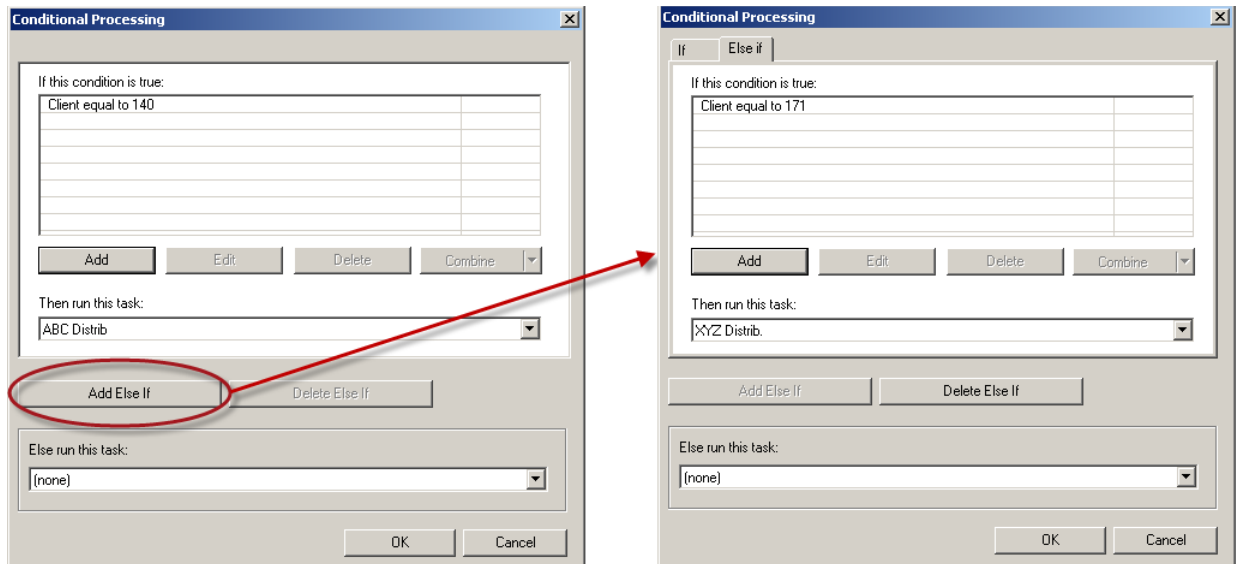 Conditional Processing
If this condition is true:
Client equal to 140
Add Edit Delete Combine
Then run this task:
ABC Distrib
Add Else If Delete Else If
Else run this task:
(none)
OK Cancel
Conditional Processing
If Else if
If this condition is true:
Client equal to 171
Add Edit Delete Combine
Then run this task:
XYZ Distrib.
Add Else If Delete Else If
Else run this task:
(none)
OK Cancel